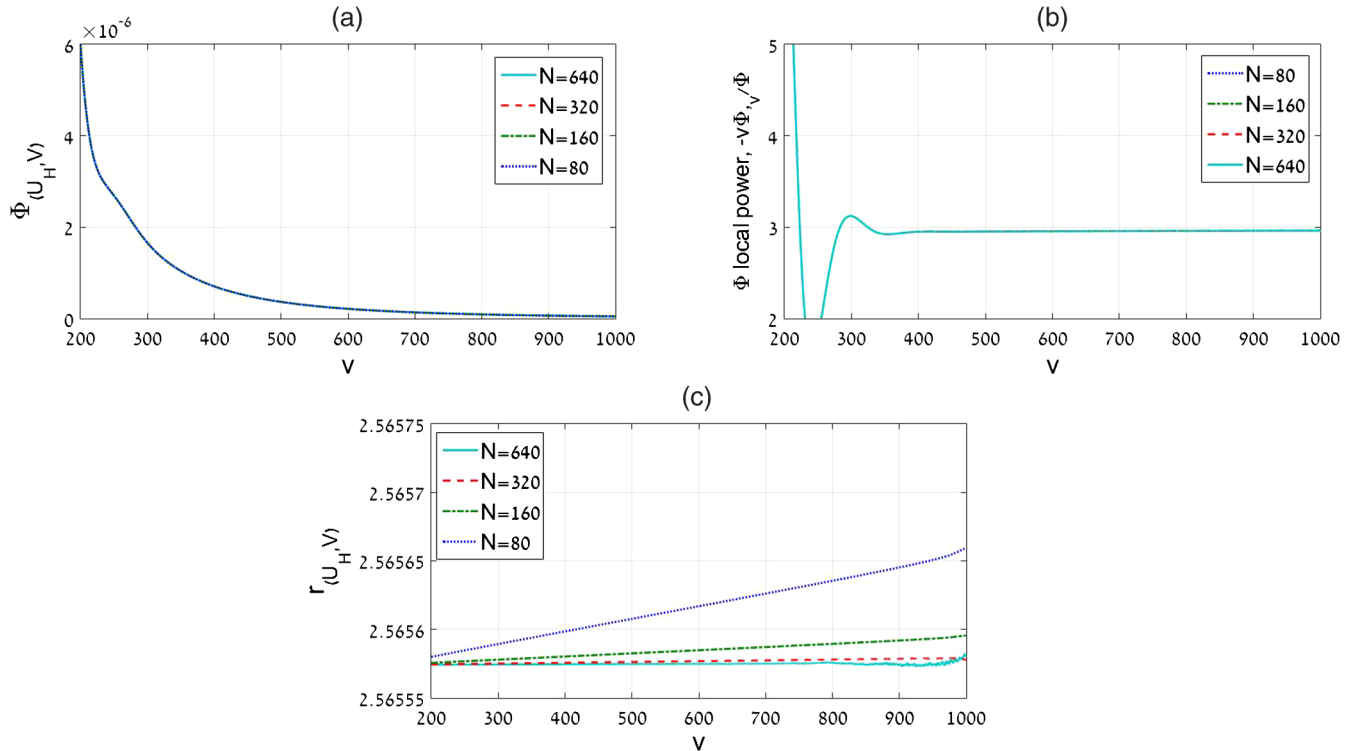 (a)
×10⁻⁶
6
4
2
0
200 300 400 500 600 700 800 900 1000
V
Φ(U_H,V)
N=640
N=320
N=160
N=80
(b)
5
4
3
2
200 300 400 500 600 700 800 900 1000
V
Φ local power, -vΦ,ᵥ/Φ
N=80
N=160
N=320
N=640
(c)
2.56575
2.5657
2.56565
2.5656
2.56555
200 300 400 500 600 700 800 900 1000
V
r(U_H,V)
N=640
N=320
N=160
N=80